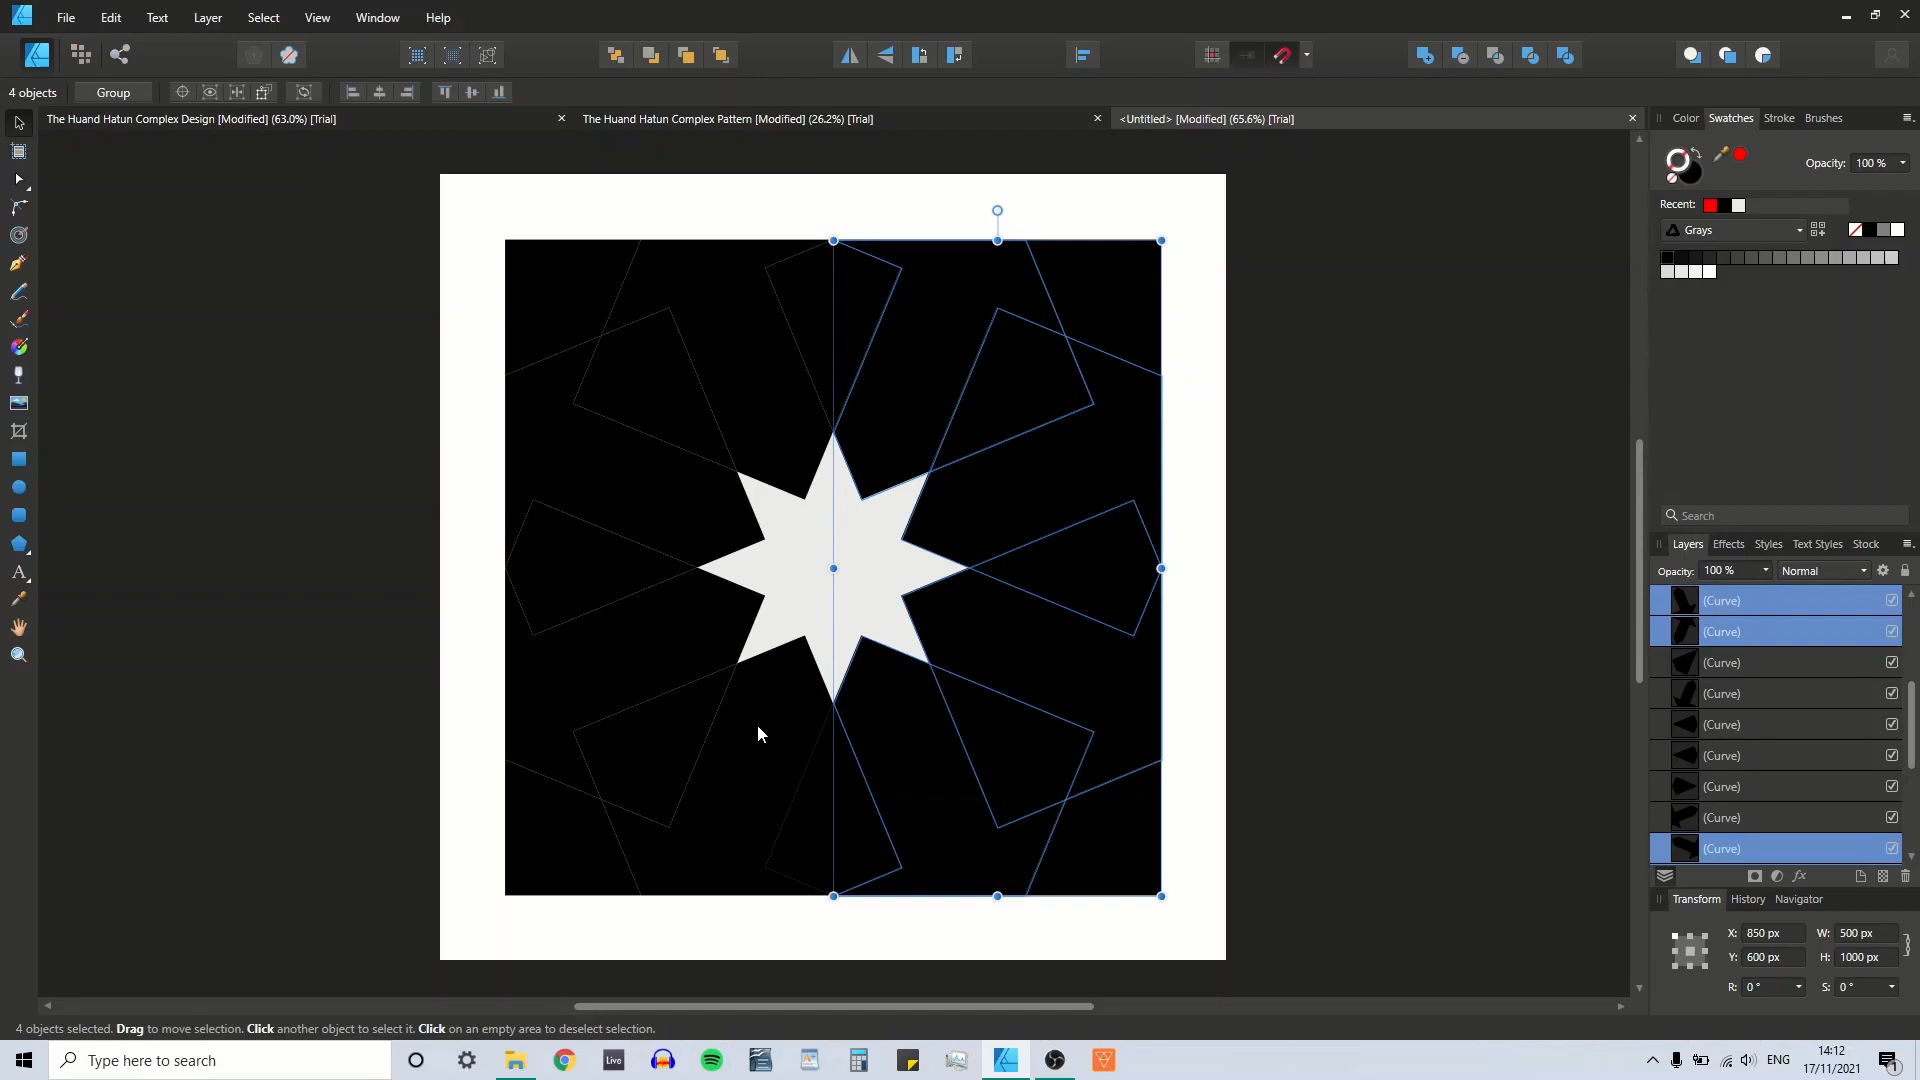 File Edit Text Layer Select View Window Help
4 objects Group
The Huand Hatun Complex Design [Modified] (63.0%) [Trial]
The Huand Hatun Complex Pattern [Modified] (26.2%) [Trial]
<Untitled> [Modified] (65.6%) [Trial]
Color Swatches Stroke Brushes
Opacity: 100 %
Recent:
Grays
Search
Layers Effects Styles Text Styles Stock
Opacity: 100 % Normal
(Curve)
(Curve)
(Curve)
(Curve)
(Curve)
(Curve)
(Curve)
(Curve)
(Curve)
Transform History Navigator
X: 850 px W: 500 px
Y: 600 px H: 1000 px
R: 0 ° S: 0 °
4 objects selected. Drag to move selection. Click another object to select it. Click on an empty area to deselect selection.
Type here to search
Live
ENG
14:12
17/11/2021
1